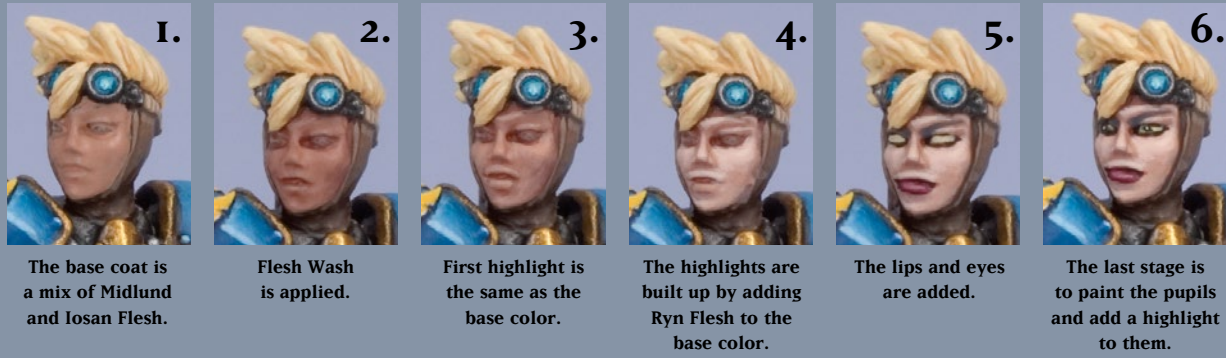 1.
The base coat is
a mix of Midlund
and Iosan Flesh.
2.
Flesh Wash
is applied.
3.
First highlight is
the same as the
base color.
4.
The highlights are
built up by adding
Ryn Flesh to the
base color.
5.
The lips and eyes
are added.
6.
The last stage is
to paint the pupils
and add a highlight
to them.